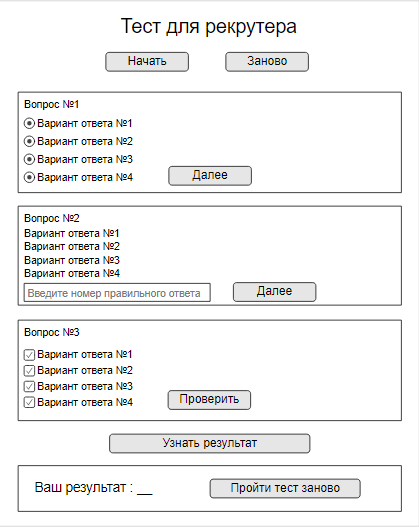 Тест для рекрутера
Начать Заново
Вопрос №1
Вариант ответа №1
Вариант ответа №2
Вариант ответа №3
Вариант ответа №4 Далее
Вопрос №2
Вариант ответа №1
Вариант ответа №2
Вариант ответа №3
Вариант ответа №4
Введите номер правильного ответа Далее
Вопрос №3
Вариант ответа №1
Вариант ответа №2
Вариант ответа №3
Вариант ответа №4 Проверить
Узнать результат
Ваш результат : __ Пройти тест заново